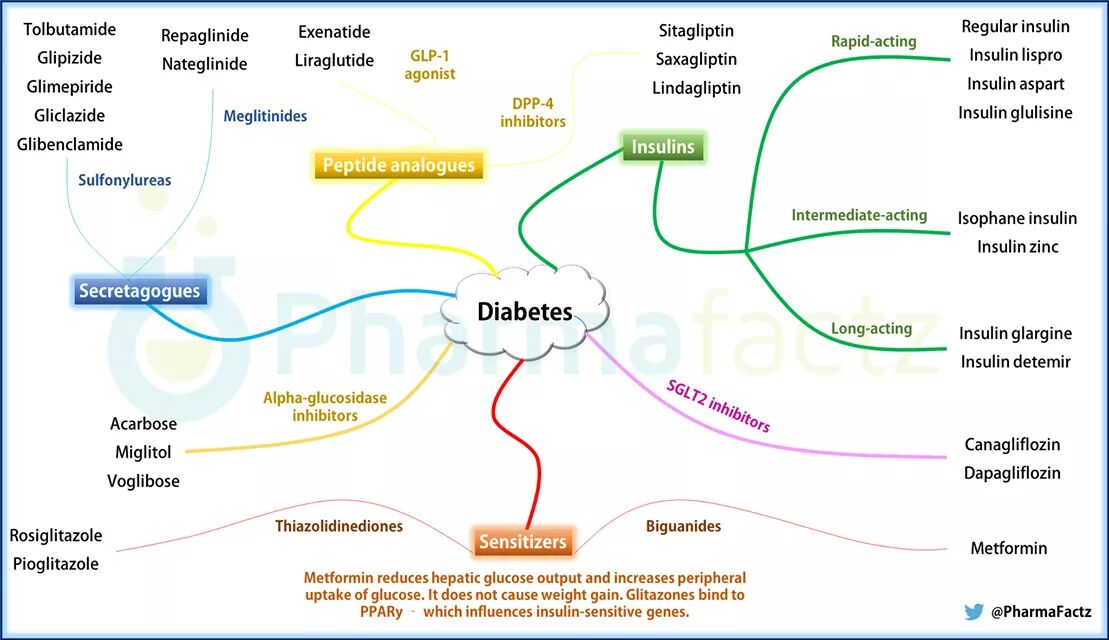 Tolbutamide
Glipizide
Glimepiride
Gliclazide
Glibenclamide
Sulfonylureas
Repaglinide
Nateglinide
Meglitinides
Secretagogues
Exenatide
Liraglutide
GLP-1
agonist
Sitagliptin
Saxagliptin
Lindagliptin
DPP-4
inhibitors
Peptide analogues
Insulins
Rapid-acting
Regular insulin
Insulin lispro
Insulin aspart
Insulin glulisine
Intermediate-acting
Isophane insulin
Insulin zinc
Long-acting
Insulin glargine
Insulin detemir
Diabetes
Pharmafactz
Alpha-glucosidase
inhibitors
Acarbose
Miglitol
Voglibose
SGLT2 inhibitors
Canagliflozin
Dapagliflozin
Rosiglitazole
Pioglitazole
Thiazolidinediones
Sensitizers
Biguanides
Metformin
Metformin reduces hepatic glucose output and increases peripheral
uptake of glucose. It does not cause weight gain. Glitazones bind to
PPARγ - which influences insulin-sensitive genes.
@PharmaFactz